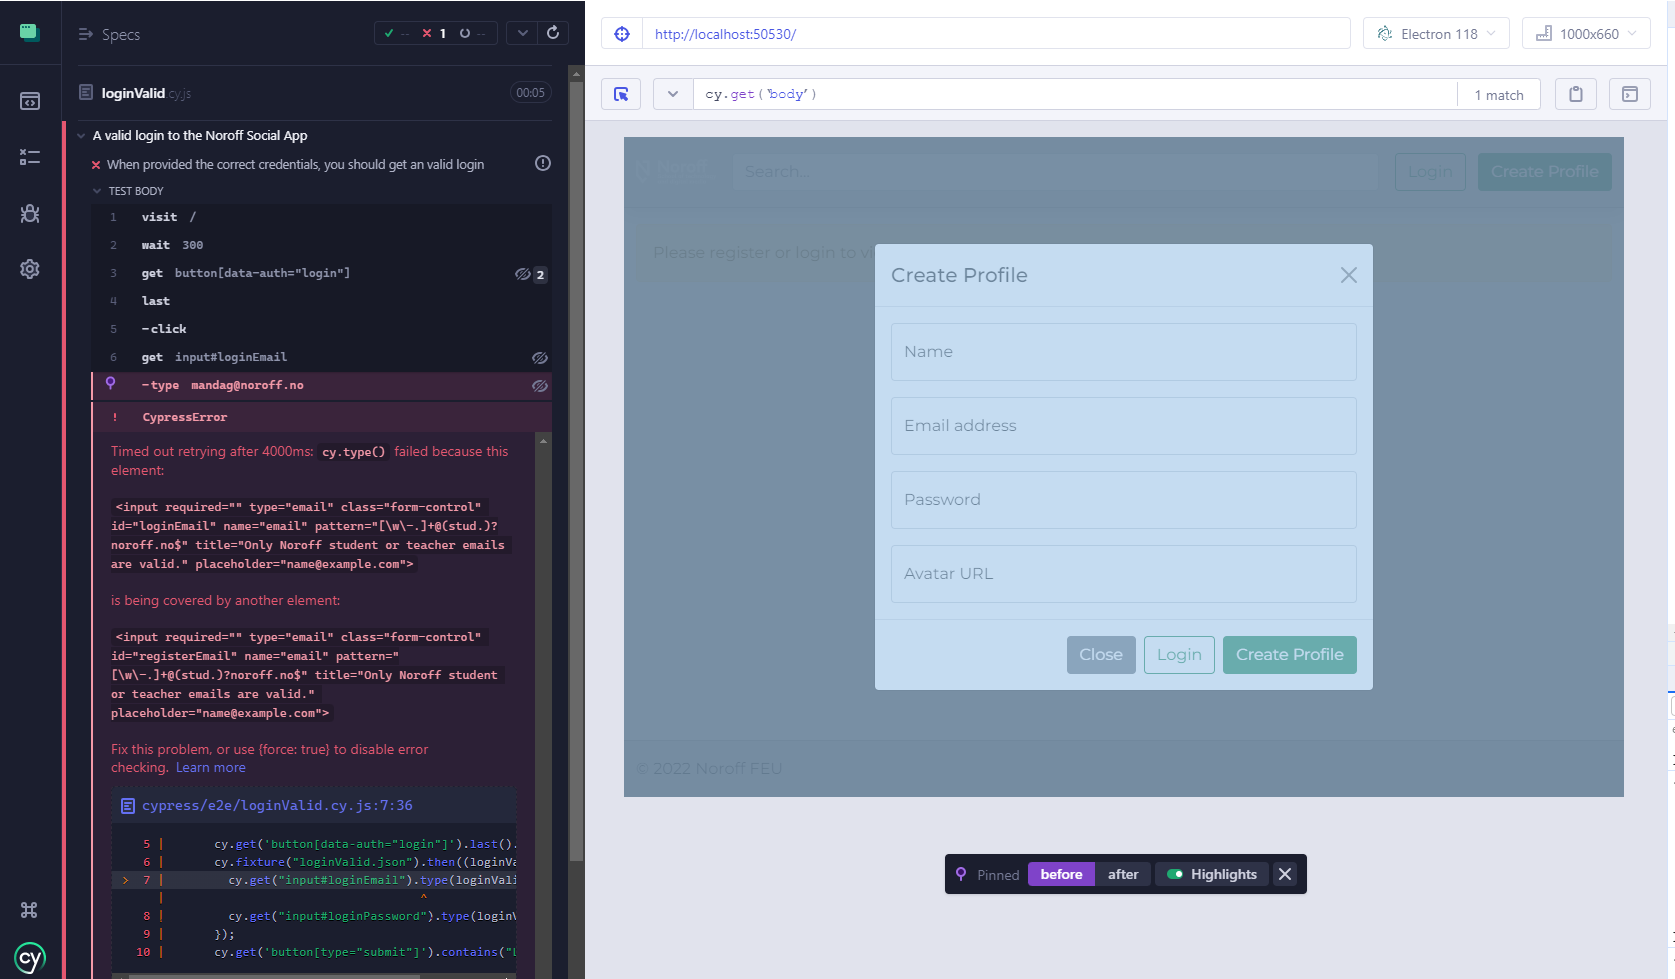 Specs
-- 1 --
loginValid.cy.js
00:05
A valid login to the Noroff Social App
When provided the correct credentials, you should get an valid login
TEST BODY
1 visit /
2 wait 300
3 get button[data-auth="login"] 2
4 last
5 -click
6 get input#loginEmail
-type mandag@noroff.no
! CypressError
Timed out retrying after 4000ms: cy.type() failed because this
element:
<input required="" type="email" class="form-control"
id="loginEmail" name="email" pattern="[\w\-.]+@(stud.)?
noroff.no$" title="Only Noroff student or teacher emails
are valid." placeholder="name@example.com">
is being covered by another element:
<input required="" type="email" class="form-control"
id="registerEmail" name="email" pattern="
[\w\-.]+@(stud.)?noroff.no$" title="Only Noroff student
or teacher emails are valid."
placeholder="name@example.com">
Fix this problem, or use {force: true} to disable error
checking. Learn more
cypress/e2e/loginValid.cy.js:7:36
5 | cy.get('button[data-auth="login"]').last().
6 | cy.fixture("loginValid.json").then((loginVa
> 7 | cy.get("input#loginEmail").type(loginVali
| ^
8 | cy.get("input#loginPassword").type(loginV
9 | });
10 | cy.get('button[type="submit"]').contains("
cy
http://localhost:50530/
Electron 118
1000x660
cy.get('body')
1 match
Noroff
Search...
Login
Create Profile
Please register or login to vi
Create Profile
Name
Email address
Password
Avatar URL
Close
Login
Create Profile
© 2022 Noroff FEU
Pinned
before
after
Highlights